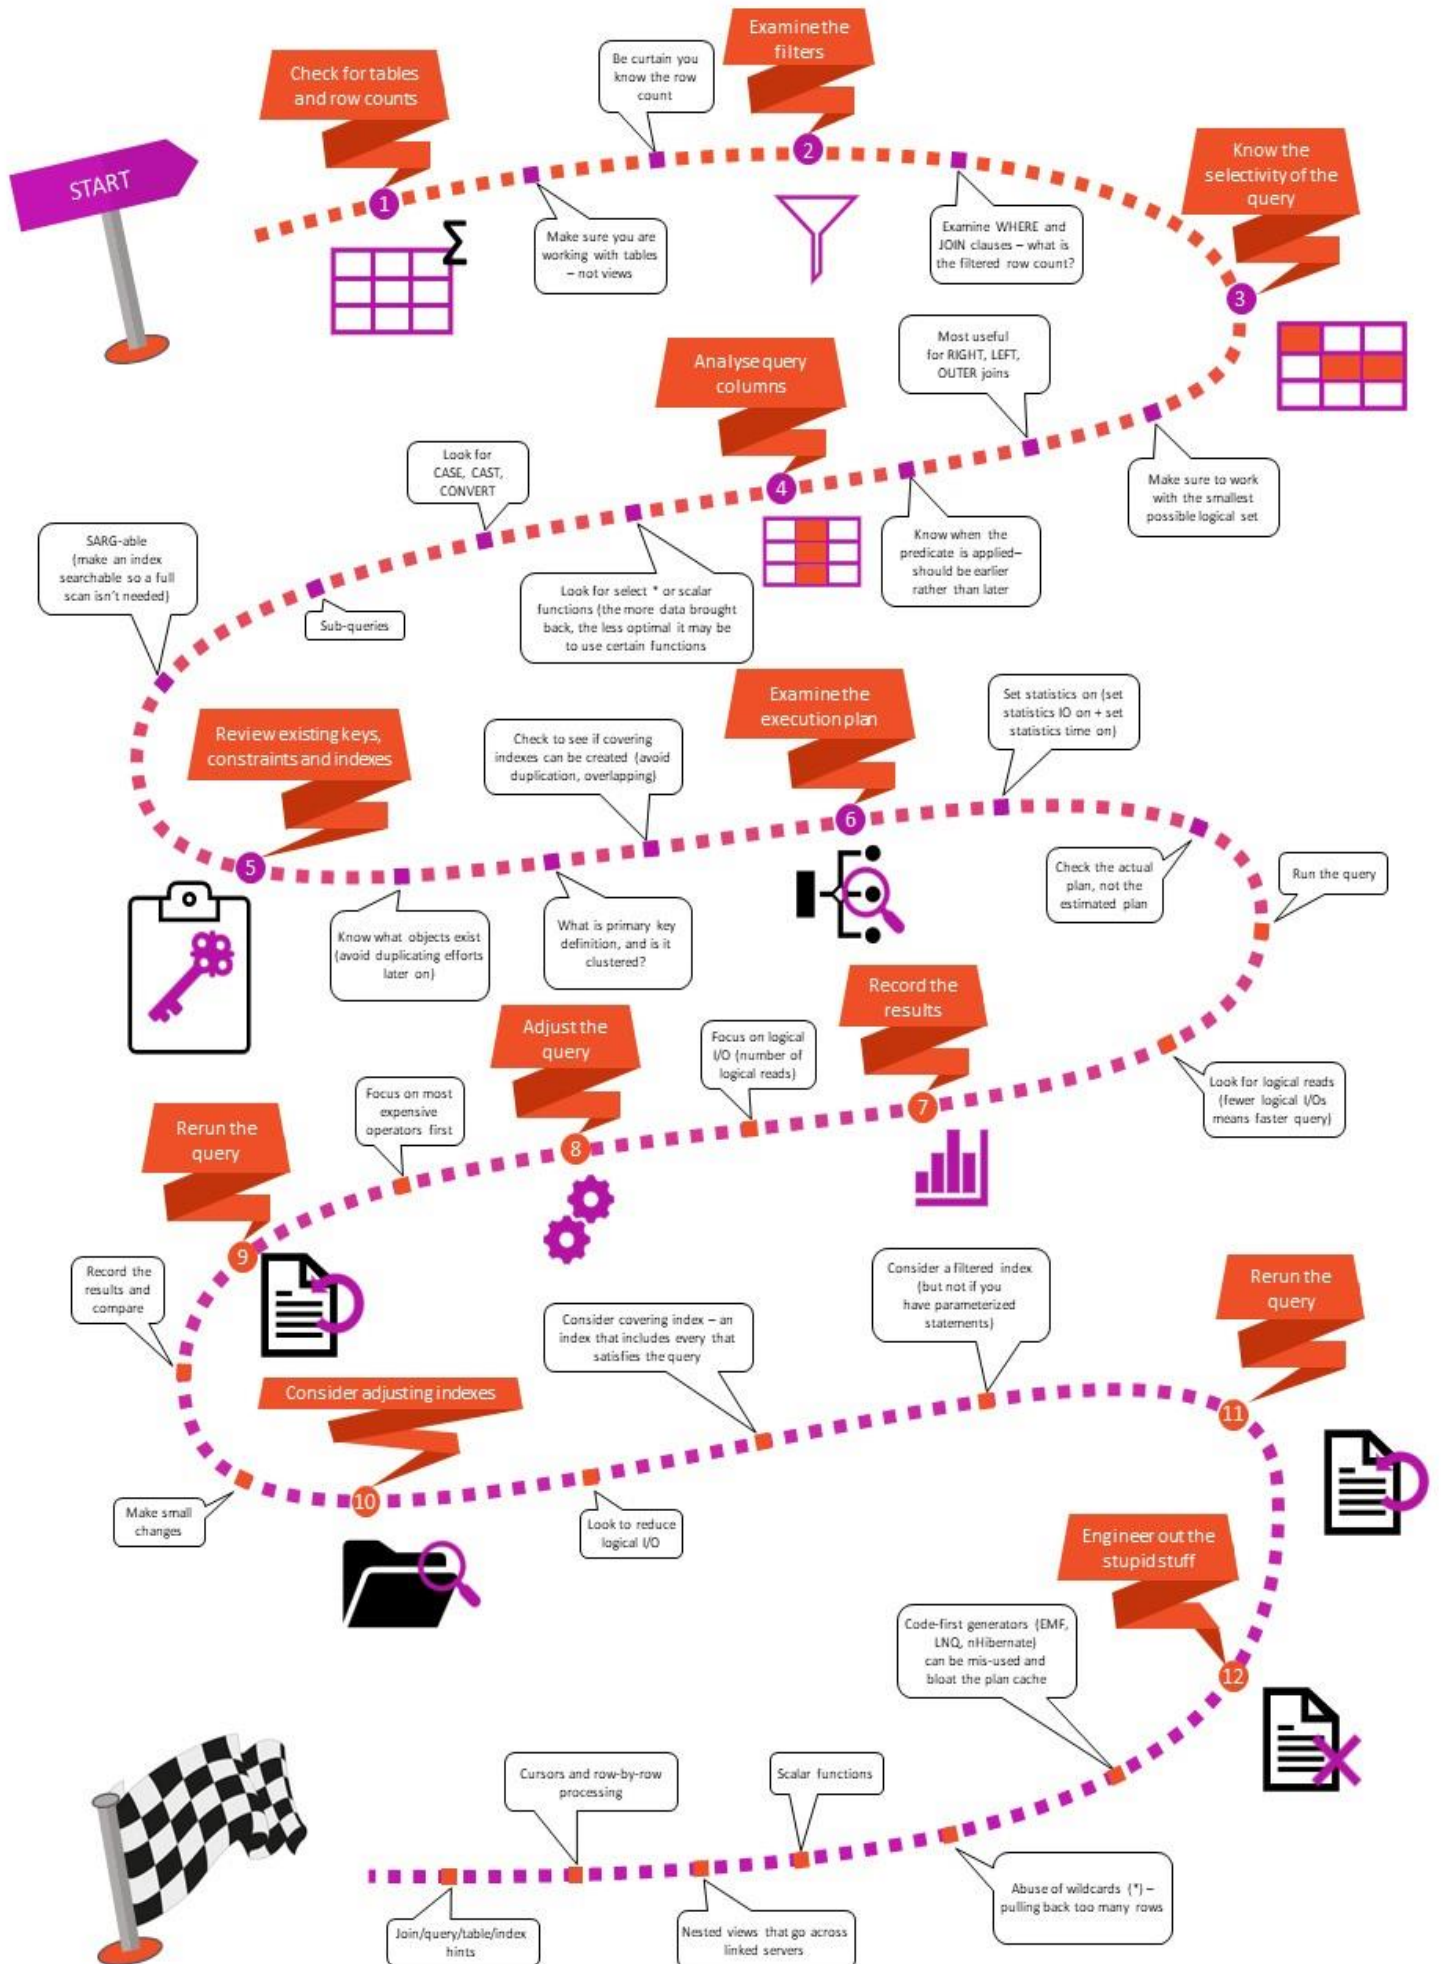 START
1
Check for tables
and row counts
Make sure you are
working with tables
– not views
Be curtain you
know the row
count
2
Examine the
filters
Examine WHERE and
JOIN clauses – what is
the filtered row count?
3
Know the
selectivity of the
query
Make sure to work
with the smallest
possible logical set
Most useful
for RIGHT, LEFT,
OUTER joins
Know when the
predicate is applied–
should be earlier
rather than later
4
Analyse query
columns
Look for select * or scalar
functions (the more data brought
back, the less optimal it may be
to use certain functions
Look for
CASE, CAST,
CONVERT
Sub-queries
SARG-able
(make an index
searchable so a full
scan isn't needed)
5
Review existing keys,
constraints and indexes
Know what objects exist
(avoid duplicating efforts
later on)
What is primary key
definition, and is it
clustered?
Check to see if covering
indexes can be created (avoid
duplication, overlapping)
6
Examine the
execution plan
Set statistics on (set
statistics IO on + set
statistics time on)
Check the actual
plan, not the
estimated plan
Run the query
Look for logical reads
(fewer logical I/Os
means faster query)
7
Record the
results
Focus on logical
I/O (number of
logical reads)
8
Adjust the
query
Focus on most
expensive
operators first
9
Rerun the
query
Record the
results and
compare
Make small
changes
10
Consider adjusting indexes
Look to reduce
logical I/O
Consider covering index – an
index that includes every that
satisfies the query
Consider a filtered index
(but not if you
have parameterized
statements)
11
Rerun the
query
12
Engineer out the
stupid stuff
Code-first generators (EMF,
LNQ, nHibernate)
can be mis-used and
bloat the plan cache
Abuse of wildcards (*) –
pulling back too many rows
Scalar functions
Nested views that go across
linked servers
Cursors and row-by-row
processing
Join/query/table/index
hints
Σ